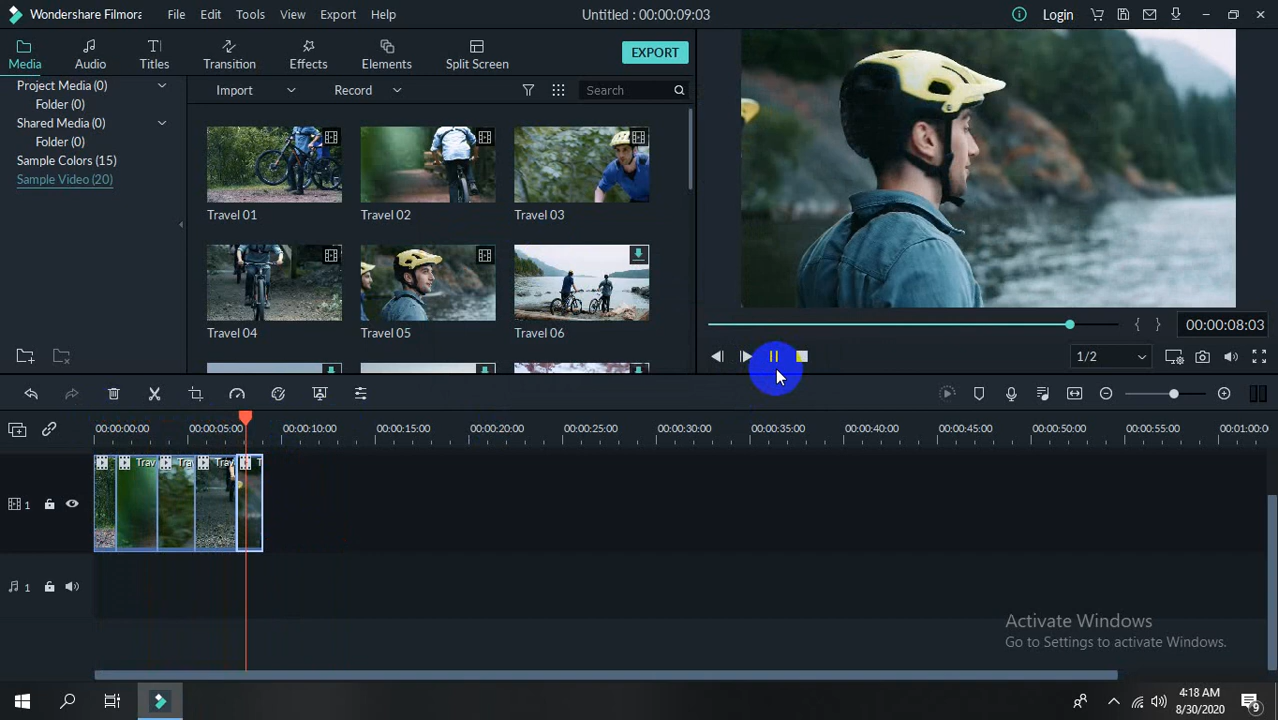 Wondershare Filmora
File
Edit
Tools
View
Export
Help
Untitled : 00:00:09:03
Login
Media
Audio
Titles
Transition
Effects
Elements
Split Screen
EXPORT
Project Media (0)
Folder (0)
Shared Media (0)
Folder (0)
Sample Colors (15)
Sample Video (20)
Import
Record
Search
Travel 01
Travel 02
Travel 03
Travel 04
Travel 05
Travel 06
{ }
00:00:08:03
1/2
00:00:00:00
00:00:05:00
00:00:10:00
00:00:15:00
00:00:20:00
00:00:25:00
00:00:30:00
00:00:35:00
00:00:40:00
00:00:45:00
00:00:50:00
00:00:55:00
00:01:00:0
Trav
Tra
Trav
T
1
1
Activate Windows
Go to Settings to activate Windows.
4:18 AM
8/30/2020
9